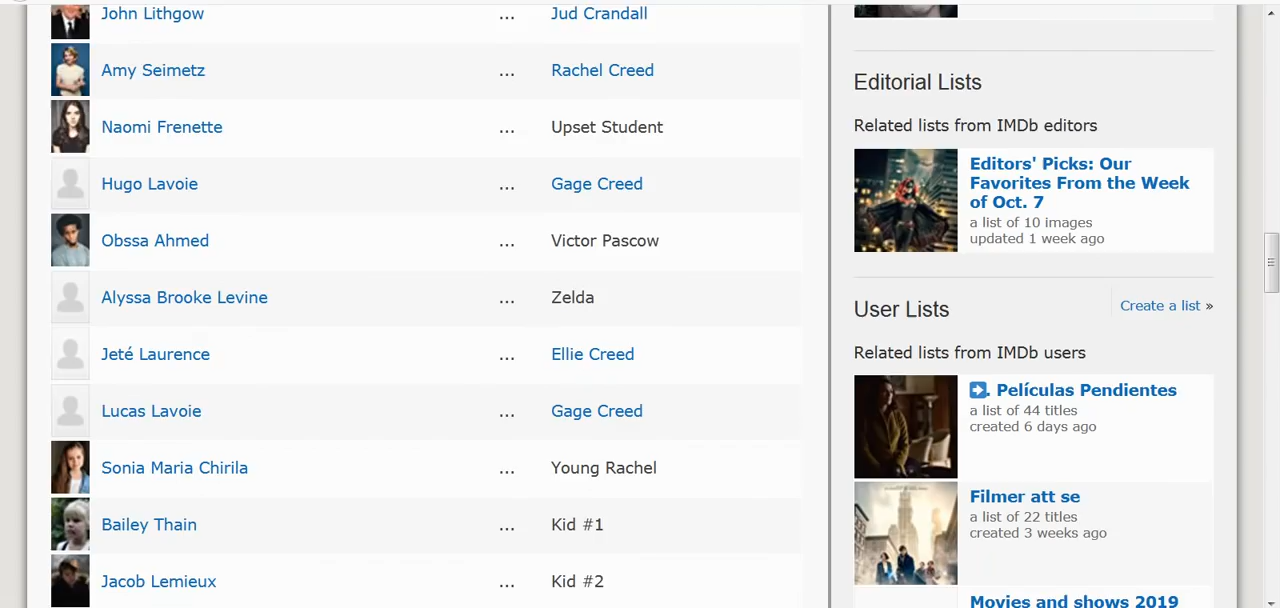 John Lithgow ... Jud Crandall
Amy Seimetz ... Rachel Creed
Naomi Frenette ... Upset Student
Hugo Lavoie ... Gage Creed
Obssa Ahmed ... Victor Pascow
Alyssa Brooke Levine ... Zelda
Jeté Laurence ... Ellie Creed
Lucas Lavoie ... Gage Creed
Sonia Maria Chirila ... Young Rachel
Bailey Thain ... Kid #1
Jacob Lemieux ... Kid #2
Editorial Lists
Related lists from IMDb editors
Editors' Picks: Our
Favorites From the Week
of Oct. 7
a list of 10 images
updated 1 week ago
User Lists
Create a list »
Related lists from IMDb users
➡. Películas Pendientes
a list of 44 titles
created 6 days ago
Filmer att se
a list of 22 titles
created 3 weeks ago
Movies and shows 2019